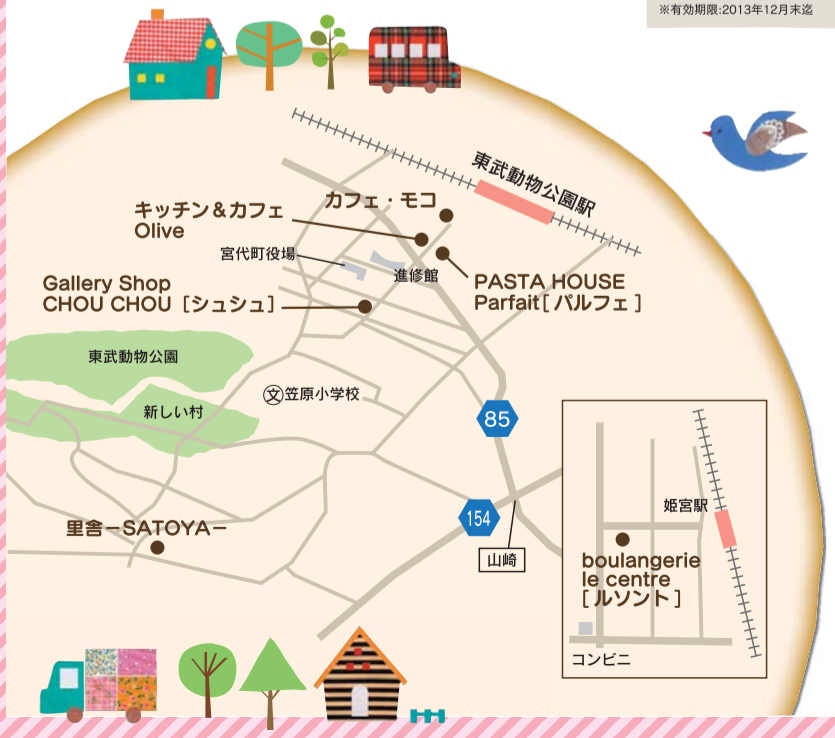 ※有効期限:2013年12月末迄
東武動物公園駅
カフェ・モコ
キッチン＆カフェ
Olive
宮代町役場
進修館
Gallery Shop
CHOU CHOU［シュシュ］
PASTA HOUSE
Parfait［パルフェ］
東武動物公園
新しい村
文
笠原小学校
85
154
山崎
里舎－SATOYA－
姫宮駅
boulangerie
le centre
［ルソント］
コンビニ